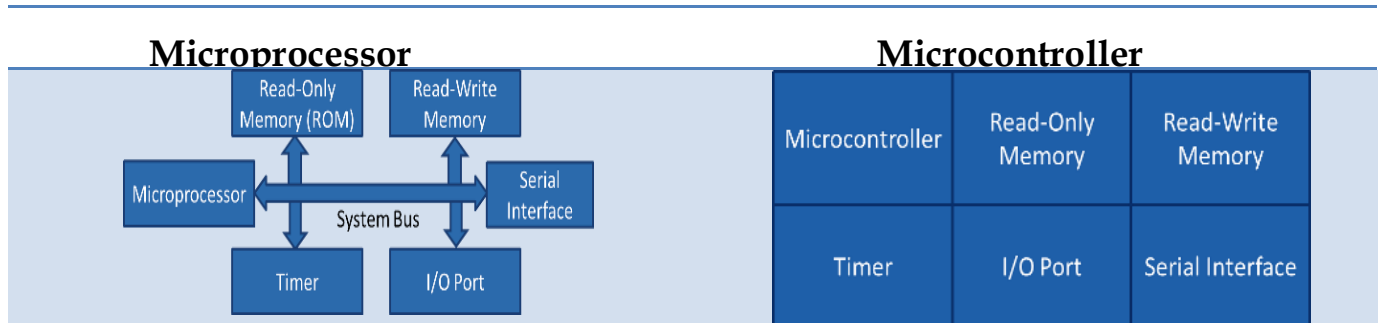 Microprocessor
Microcontroller
Read-Only
Memory (ROM)
Read-Write
Memory
Microprocessor
Serial
Interface
System Bus
Timer
I/O Port
Microcontroller
Read-Only
Memory
Read-Write
Memory
Timer
I/O Port
Serial Interface